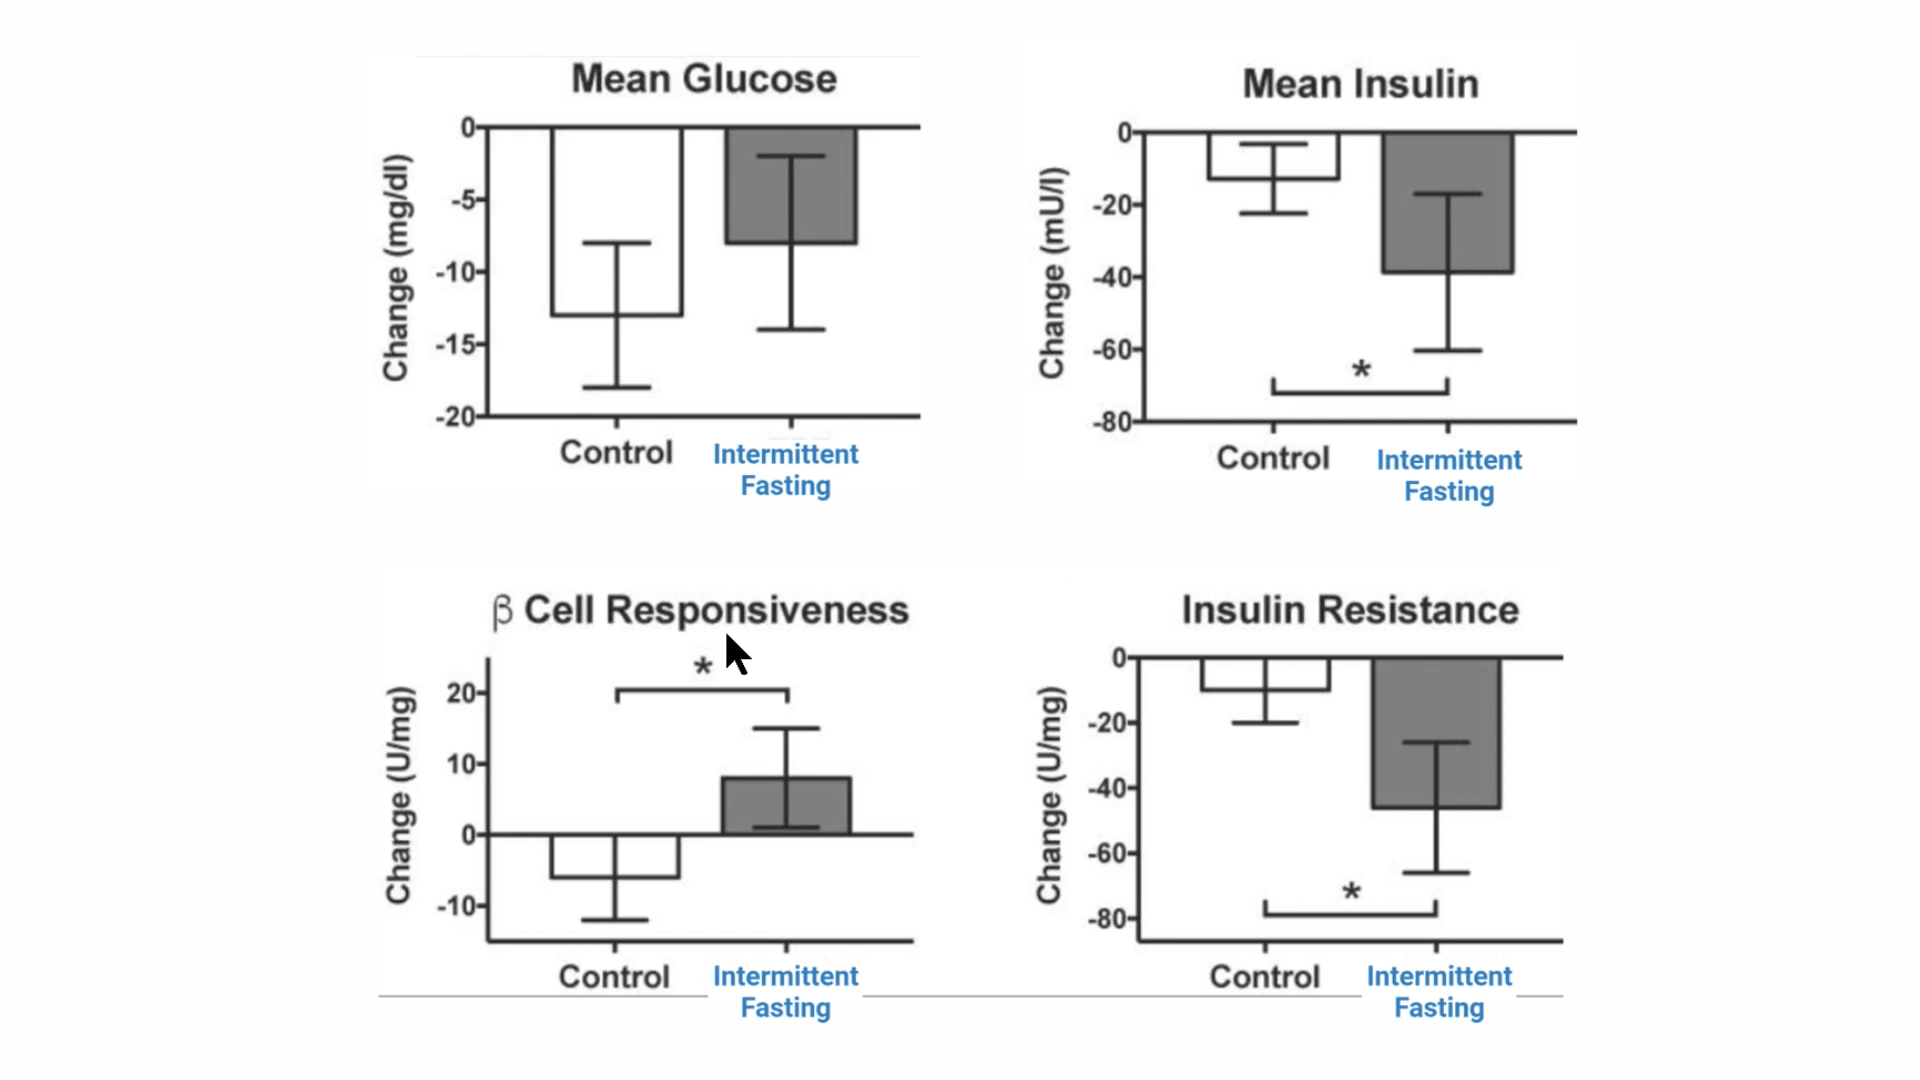 Mean Glucose
0
-5
-10
-15
-20
Change (mg/dl)
Control
Intermittent
Fasting
Mean Insulin
0
-20
-40
-60
-80
Change (mU/l)
*
Control
Intermittent
Fasting
β Cell Responsiveness
*
20
10
0
-10
Change (U/mg)
Control
Intermittent
Fasting
Insulin Resistance
0
-20
-40
-60
-80
Change (U/mg)
*
Control
Intermittent
Fasting